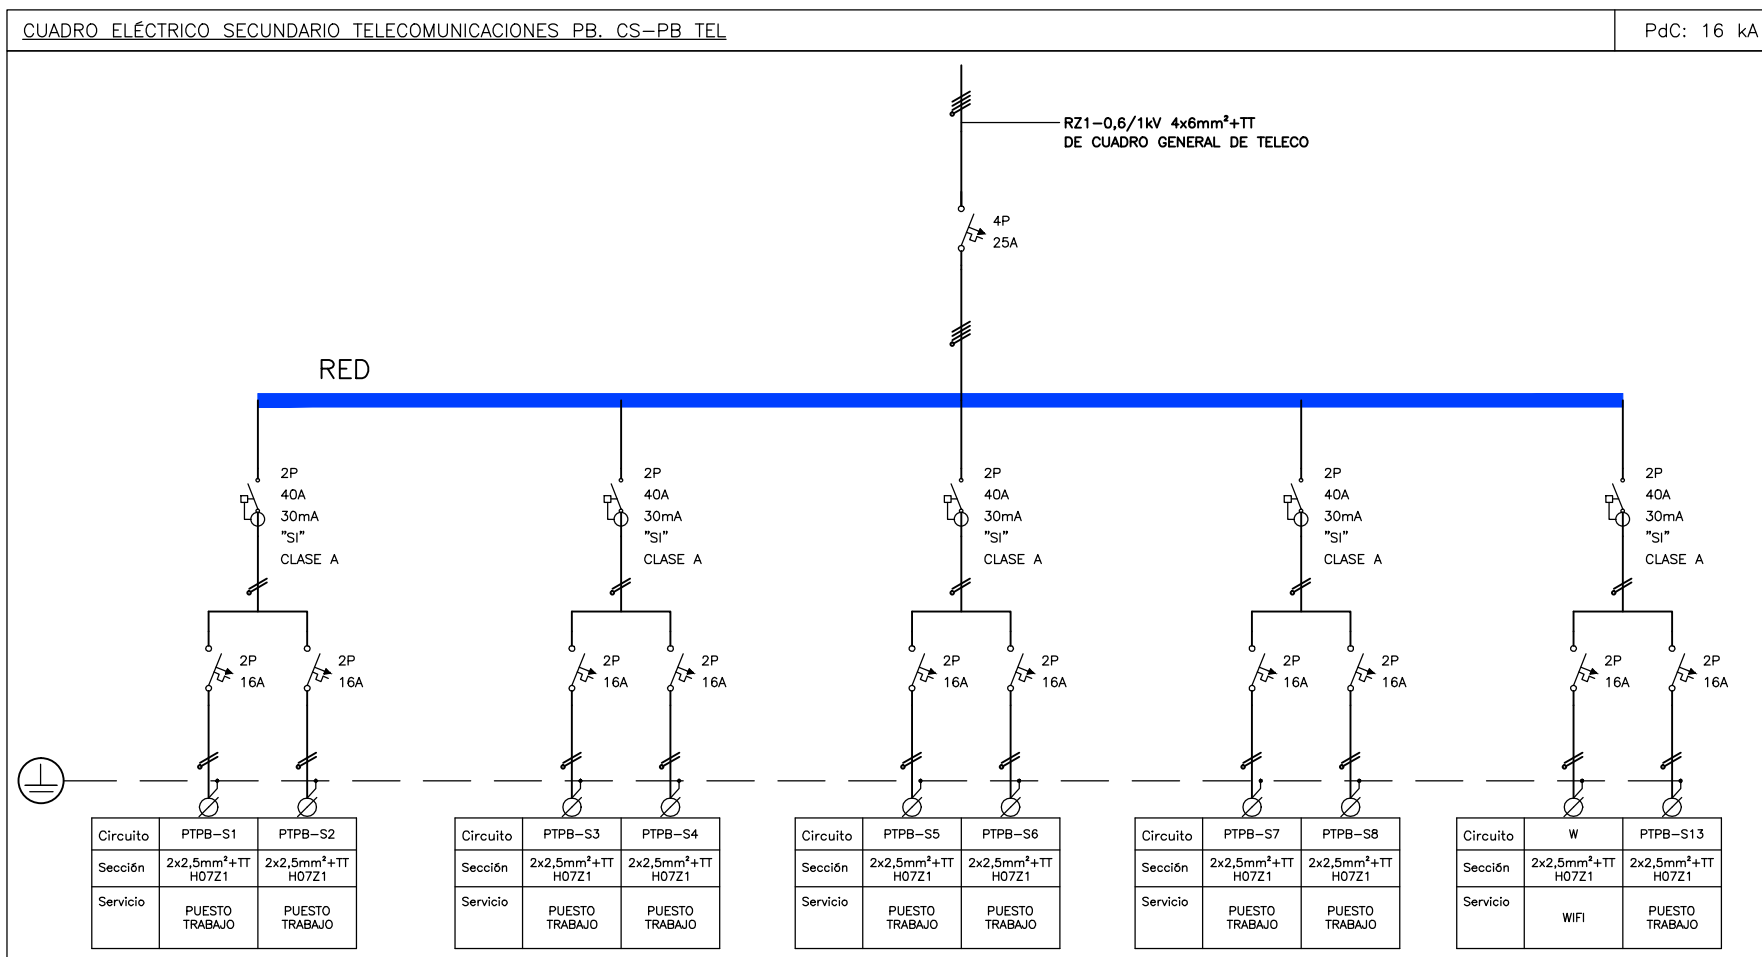 CUADRO ELÉCTRICO SECUNDARIO TELECOMUNICACIONES PB. CS-PB TEL
PdC: 16 kA
RZ1-0,6/1kV 4x6mm²+TT
DE CUADRO GENERAL DE TELECO
4P
25A
RED
2P
40A
30mA
"SI"
CLASE A
2P
40A
30mA
"SI"
CLASE A
2P
40A
30mA
"SI"
CLASE A
2P
40A
30mA
"SI"
CLASE A
2P
40A
30mA
"SI"
CLASE A
2P
16A
2P
16A
2P
16A
2P
16A
2P
16A
2P
16A
2P
16A
2P
16A
2P
16A
2P
16A
Circuito PTPB-S1 PTPB-S2
Sección 2x2,5mm²+TT 2x2,5mm²+TT
H07Z1 H07Z1
Servicio
PUESTO PUESTO
TRABAJO TRABAJO
Circuito PTPB-S3 PTPB-S4
Sección 2x2,5mm²+TT 2x2,5mm²+TT
H07Z1 H07Z1
Servicio
PUESTO PUESTO
TRABAJO TRABAJO
Circuito PTPB-S5 PTPB-S6
Sección 2x2,5mm²+TT 2x2,5mm²+TT
H07Z1 H07Z1
Servicio
PUESTO PUESTO
TRABAJO TRABAJO
Circuito PTPB-S7 PTPB-S8
Sección 2x2,5mm²+TT 2x2,5mm²+TT
H07Z1 H07Z1
Servicio
PUESTO PUESTO
TRABAJO TRABAJO
Circuito W PTPB-S13
Sección 2x2,5mm²+TT 2x2,5mm²+TT
H07Z1 H07Z1
Servicio
WIFI PUESTO
TRABAJO